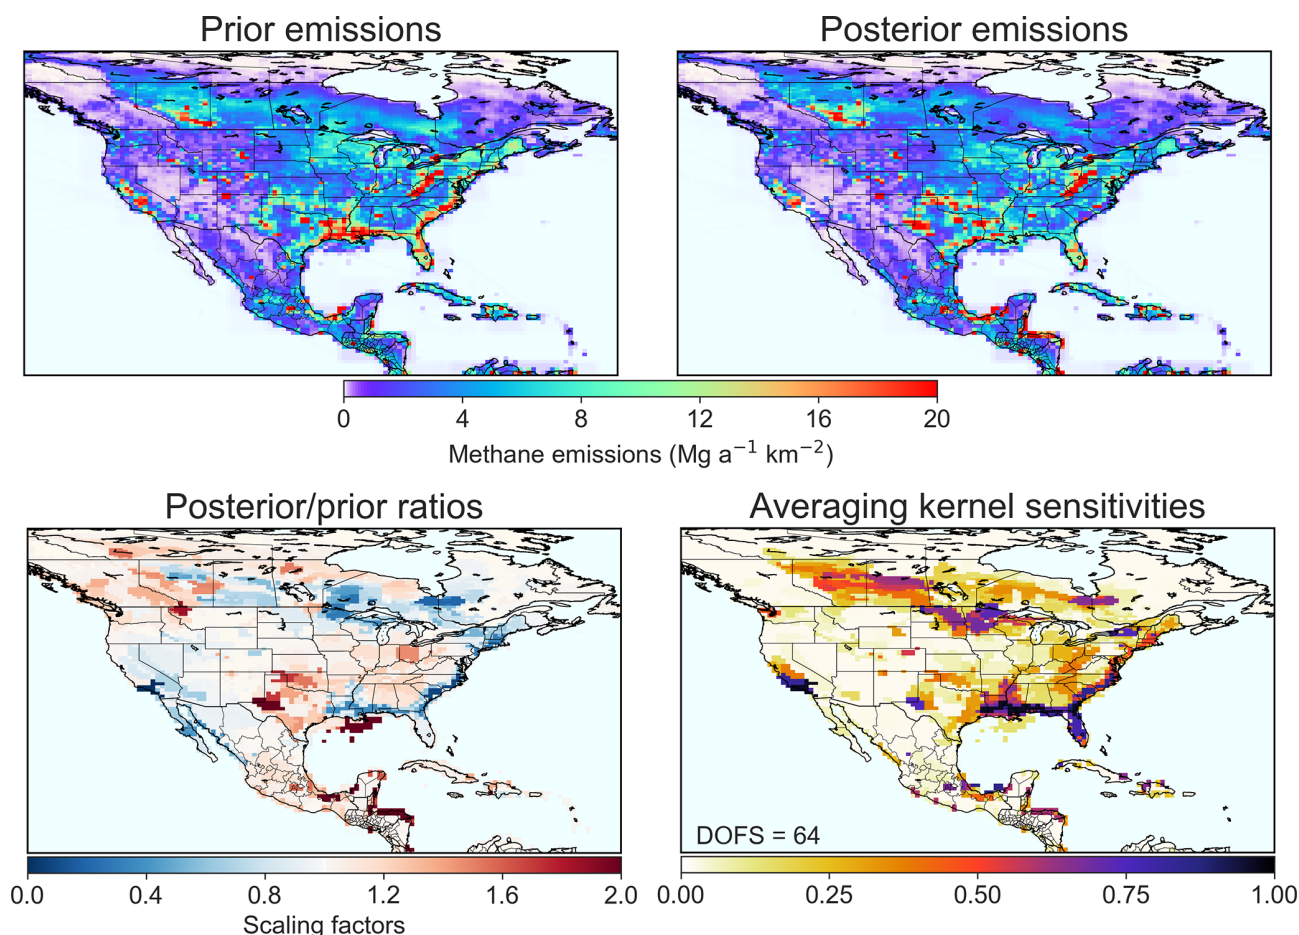 Prior emissions
Posterior emissions
0 4 8 12 16 20
Methane emissions (Mg a⁻¹ km⁻²)
Posterior/prior ratios
Averaging kernel sensitivities
DOFS = 64
0.0 0.4 0.8 1.2 1.6 2.0
0.00 0.25 0.50 0.75 1.00
Scaling factors